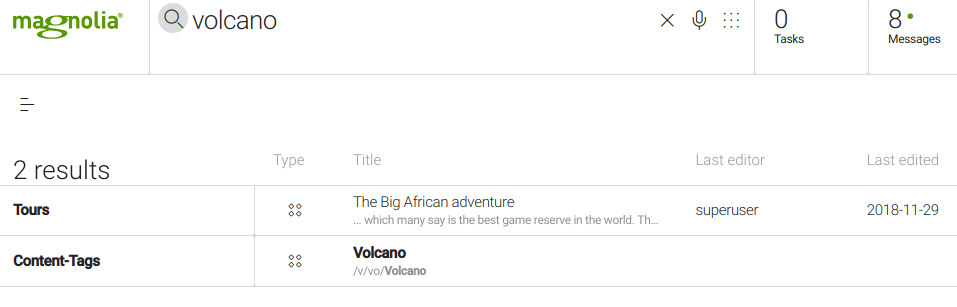 magnolia®
volcano
0
Tasks
8
Messages
2 results
Type
Title
Last editor
Last edited
Tours
The Big African adventure
... which many say is the best game reserve in the world. Th...
superuser
2018-11-29
Content-Tags
Volcano
/v/vo/Volcano